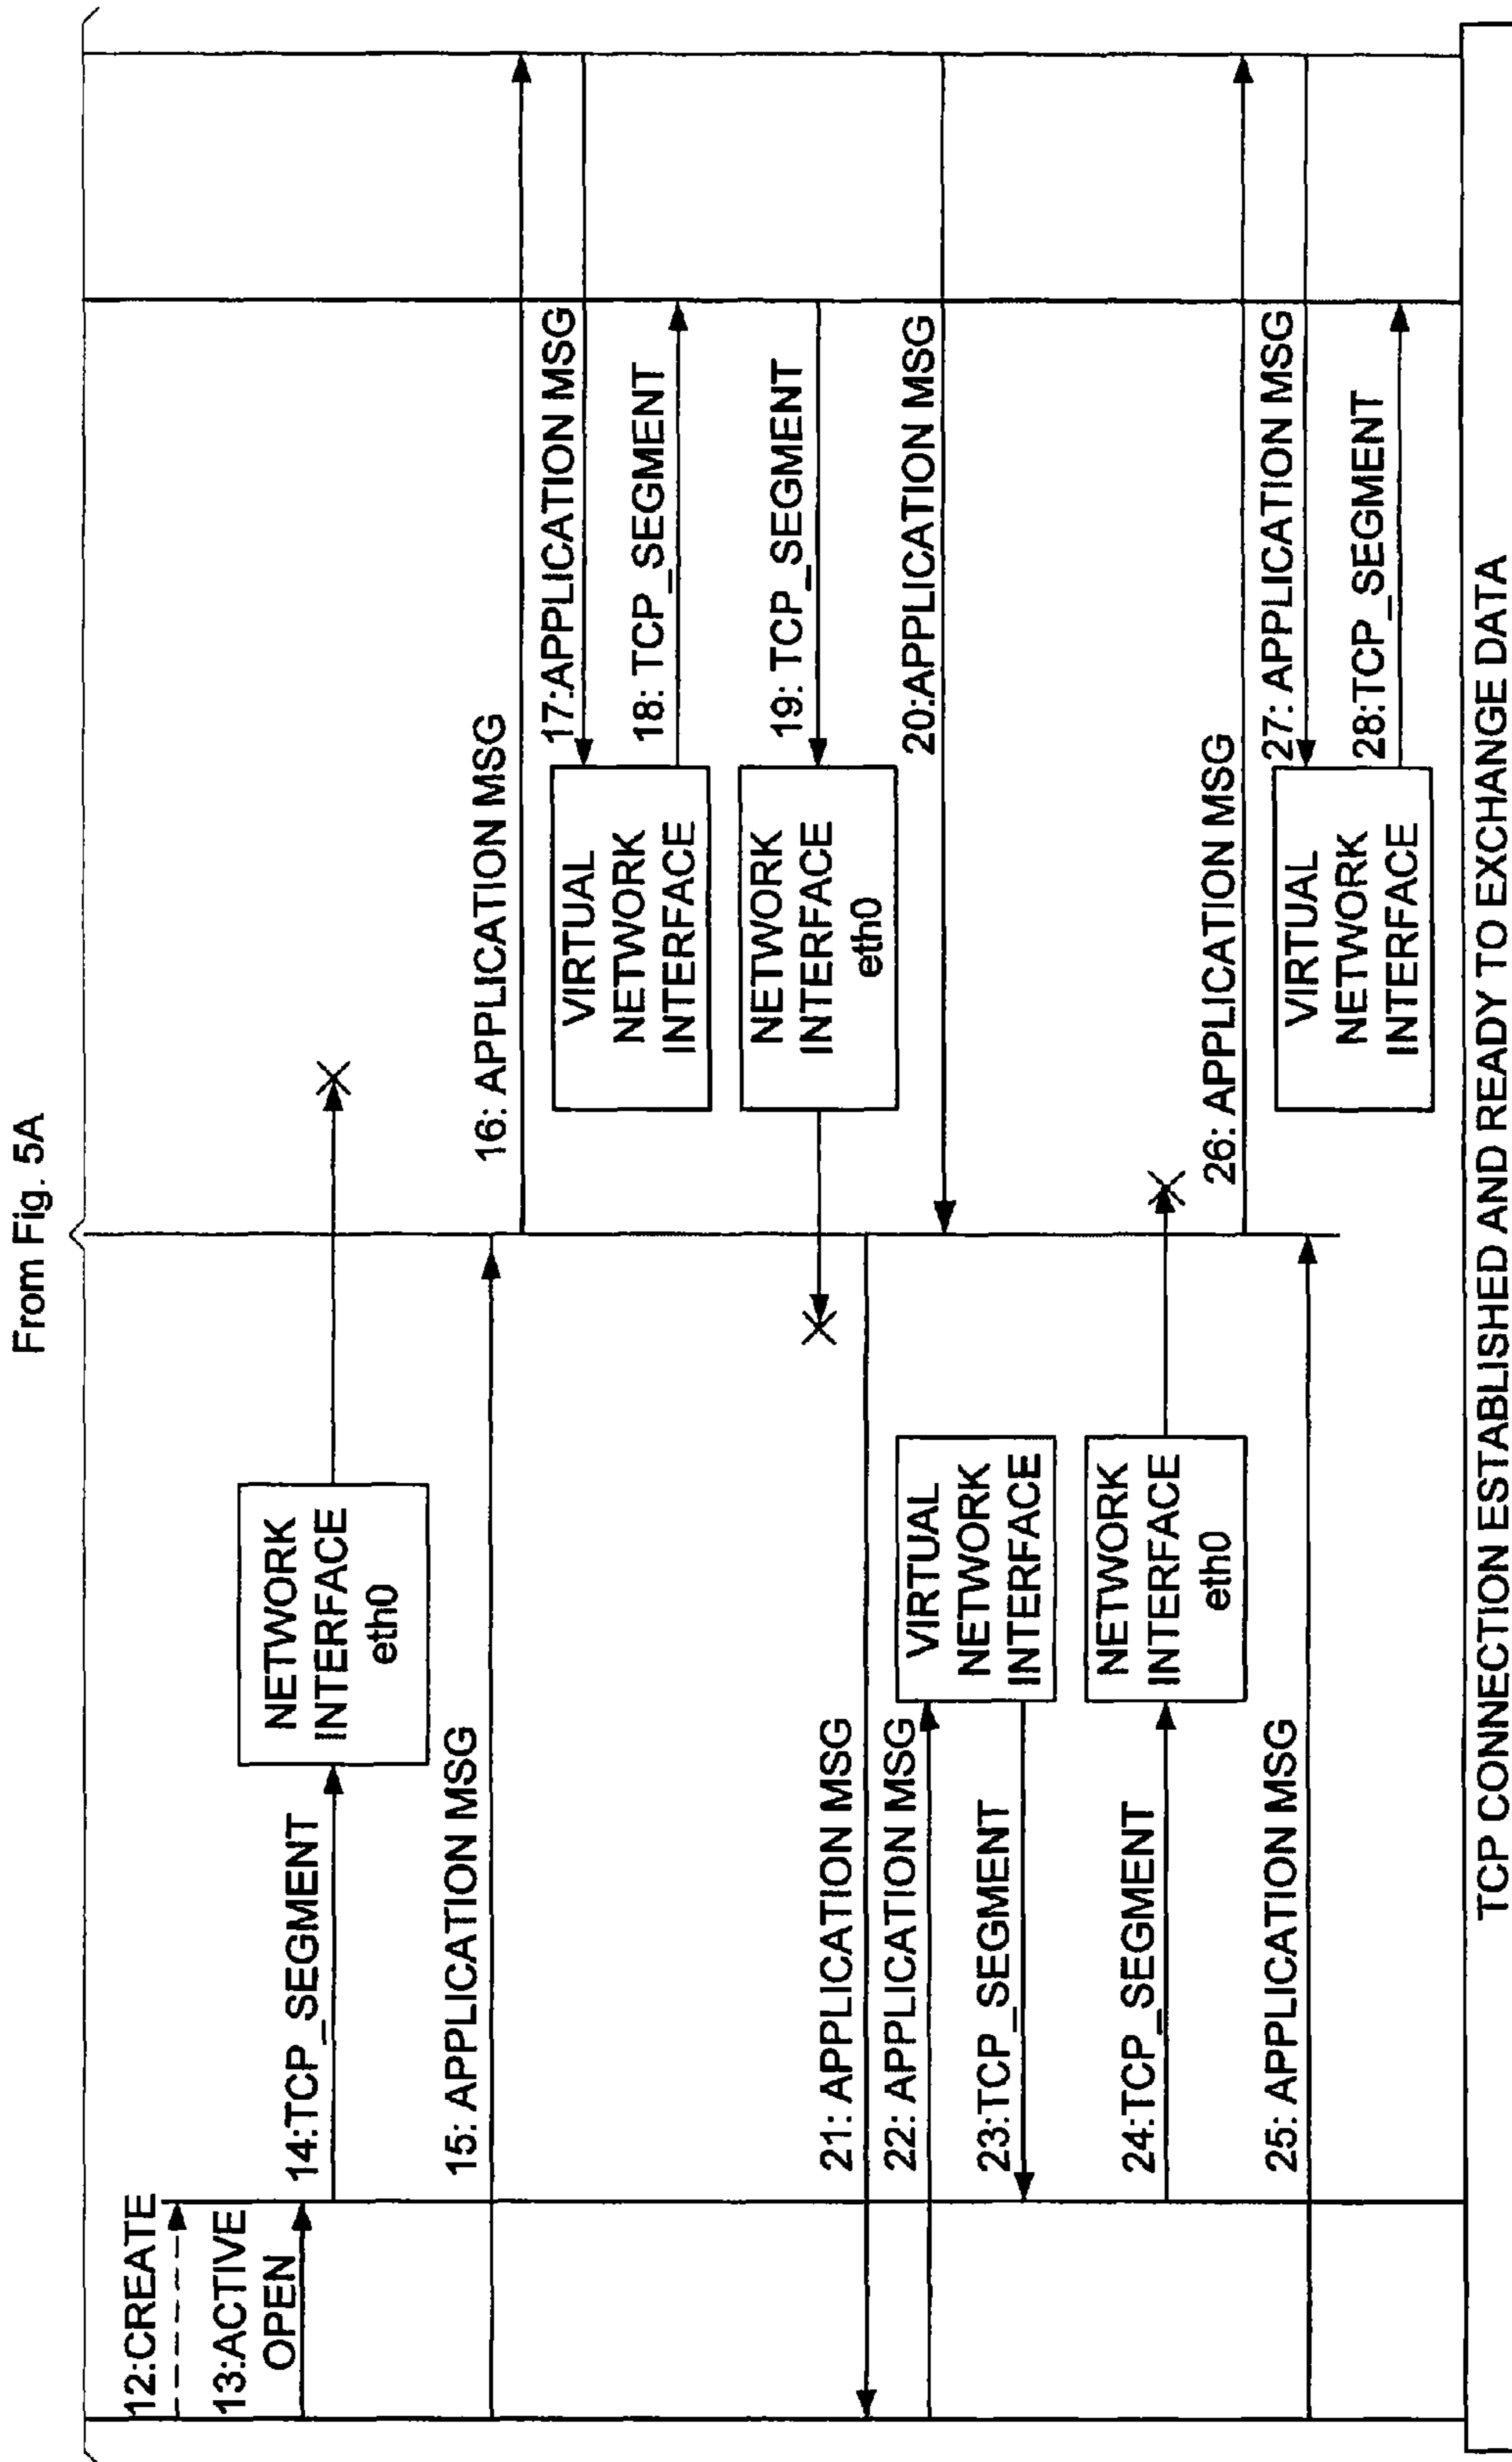 From Fig. 5A
12:CREATE
13:ACTIVE
OPEN
14:TCP_SEGMENT
NETWORK
INTERFACE
eth0
15: APPLICATION MSG
16: APPLICATION MSG
17:APPLICATION MSG
VIRTUAL
NETWORK
INTERFACE
18: TCP_SEGMENT
19: TCP_SEGMENT
NETWORK
INTERFACE
eth0
20:APPLICATION MSG
21: APPLICATION MSG
22: APPLICATION MSG
VIRTUAL
NETWORK
INTERFACE
23:TCP_SEGMENT
24:TCP_SEGMENT
NETWORK
INTERFACE
eth0
25: APPLICATION MSG
26: APPLICATION MSG
27: APPLICATION MSG
VIRTUAL
NETWORK
INTERFACE
28:TCP_SEGMENT
TCP CONNECTION ESTABLISHED AND READY TO EXCHANGE DATA